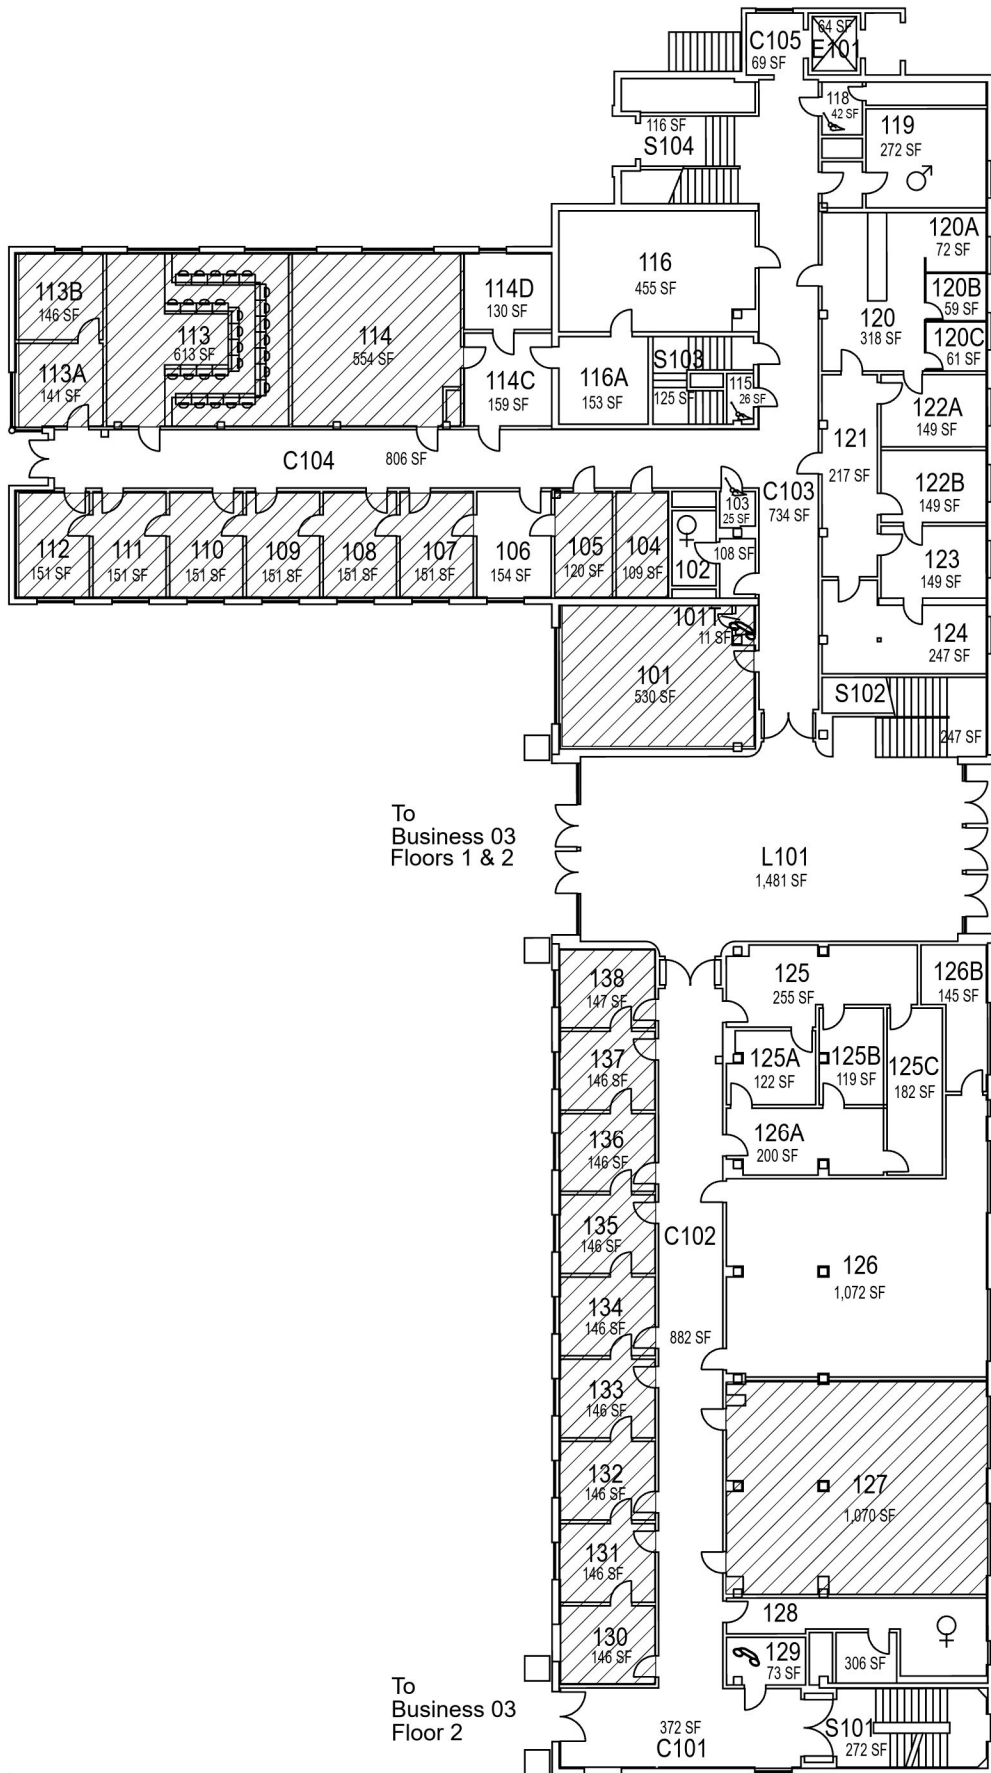 64 SF
C105
E101
69 SF
118
42 SF
119
272 SF
116 SF
S104
120A
72 SF
116
455 SF
120B
59 SF
120
318 SF
120C
61 SF
113B
146 SF
113
613 SF
114
554 SF
114D
130 SF
113A
141 SF
114C
159 SF
116A
153 SF
S103
125 SF
115
26 SF
122A
149 SF
121
217 SF
C104
806 SF
C103
734 SF
122B
149 SF
103
25 SF
112
151 SF
111
151 SF
110
151 SF
109
151 SF
108
151 SF
107
151 SF
106
154 SF
105
120 SF
104
109 SF
102
108 SF
123
149 SF
101T
11 SF
124
247 SF
101
530 SF
S102
247 SF
To
Business 03
Floors 1 & 2
L101
1,481 SF
138
147 SF
125
255 SF
126B
145 SF
137
146 SF
125A
122 SF
125B
119 SF
125C
182 SF
136
146 SF
126A
200 SF
135
146 SF
C102
126
1,072 SF
134
146 SF
882 SF
133
146 SF
132
146 SF
127
1,070 SF
131
146 SF
130
146 SF
128
129
73 SF
306 SF
To
Business 03
Floor 2
372 SF
C101
S101
272 SF